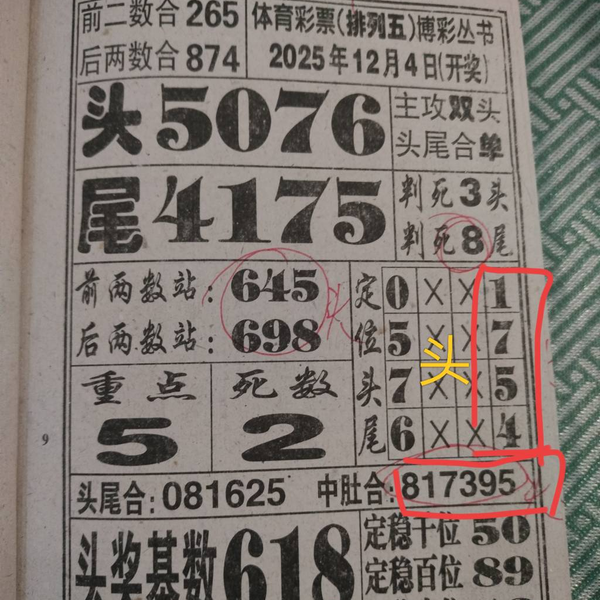 前二数合 265
体育彩票(排列五)博彩丛书
后两数合 874
2025年12月4日(开奖)
头 5076
主攻双头
头尾合单
尾 4175
判死3头
判死8尾
前两数站：645
后两数站：698
定位头尾
0××1
5××7
7××5
6××4
头
重点
5
死数
2
9
头尾合：081625
中肚合：817395
头奖基数 618
定稳千位 50
定稳百位 89